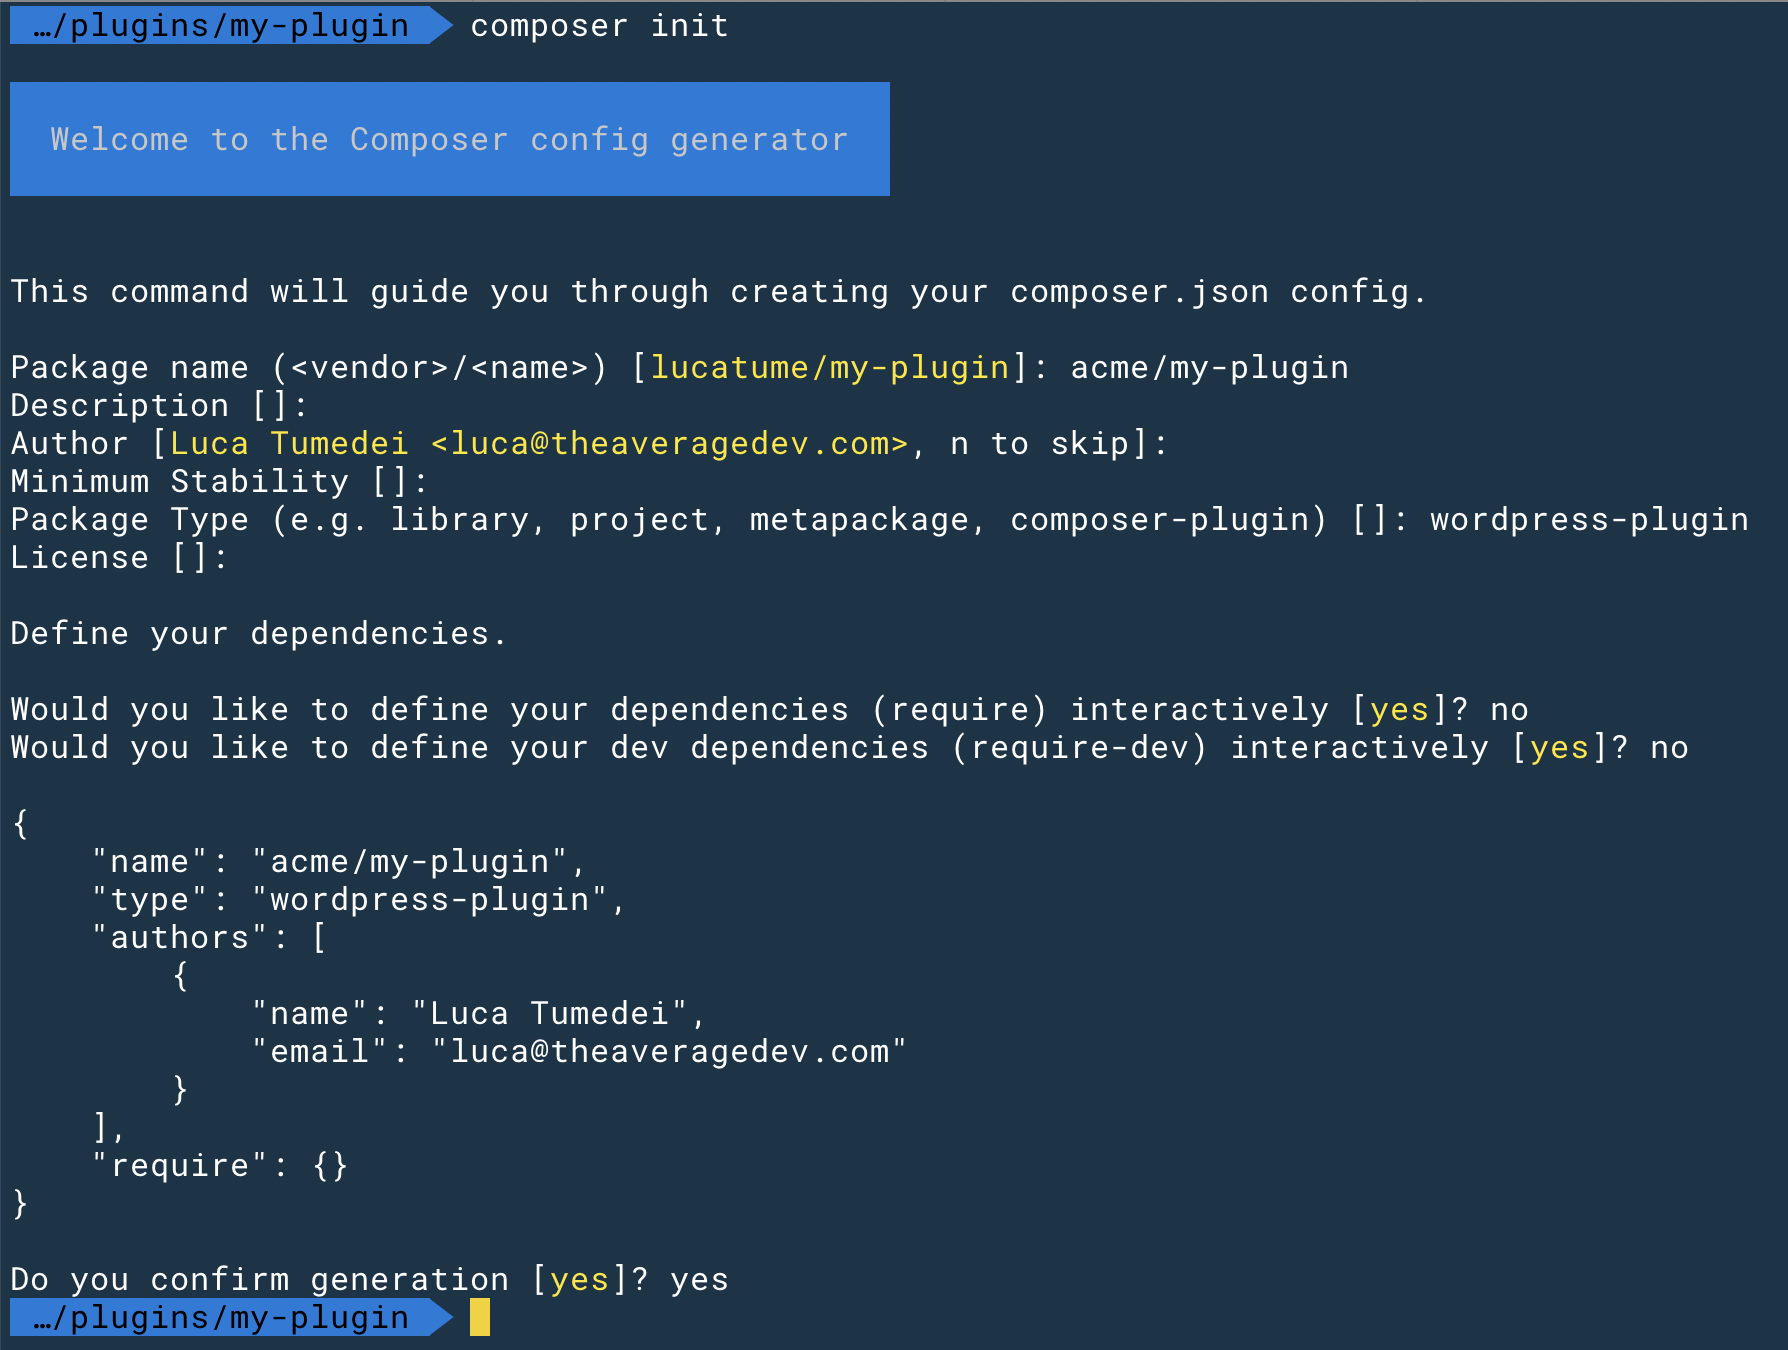 …/plugins/my-plugin composer init
Welcome to the Composer config generator
This command will guide you through creating your composer.json config.
Package name (<vendor>/<name>) [lucatume/my-plugin]: acme/my-plugin
Description []:
Author [Luca Tumedei <luca@theaveragedev.com>, n to skip]:
Minimum Stability []:
Package Type (e.g. library, project, metapackage, composer-plugin) []: wordpress-plugin
License []:
Define your dependencies.
Would you like to define your dependencies (require) interactively [yes]? no
Would you like to define your dev dependencies (require-dev) interactively [yes]? no
{
    "name": "acme/my-plugin",
    "type": "wordpress-plugin",
    "authors": [
        {
            "name": "Luca Tumedei",
            "email": "luca@theaveragedev.com"
        }
    ],
    "require": {}
}
Do you confirm generation [yes]? yes
…/plugins/my-plugin